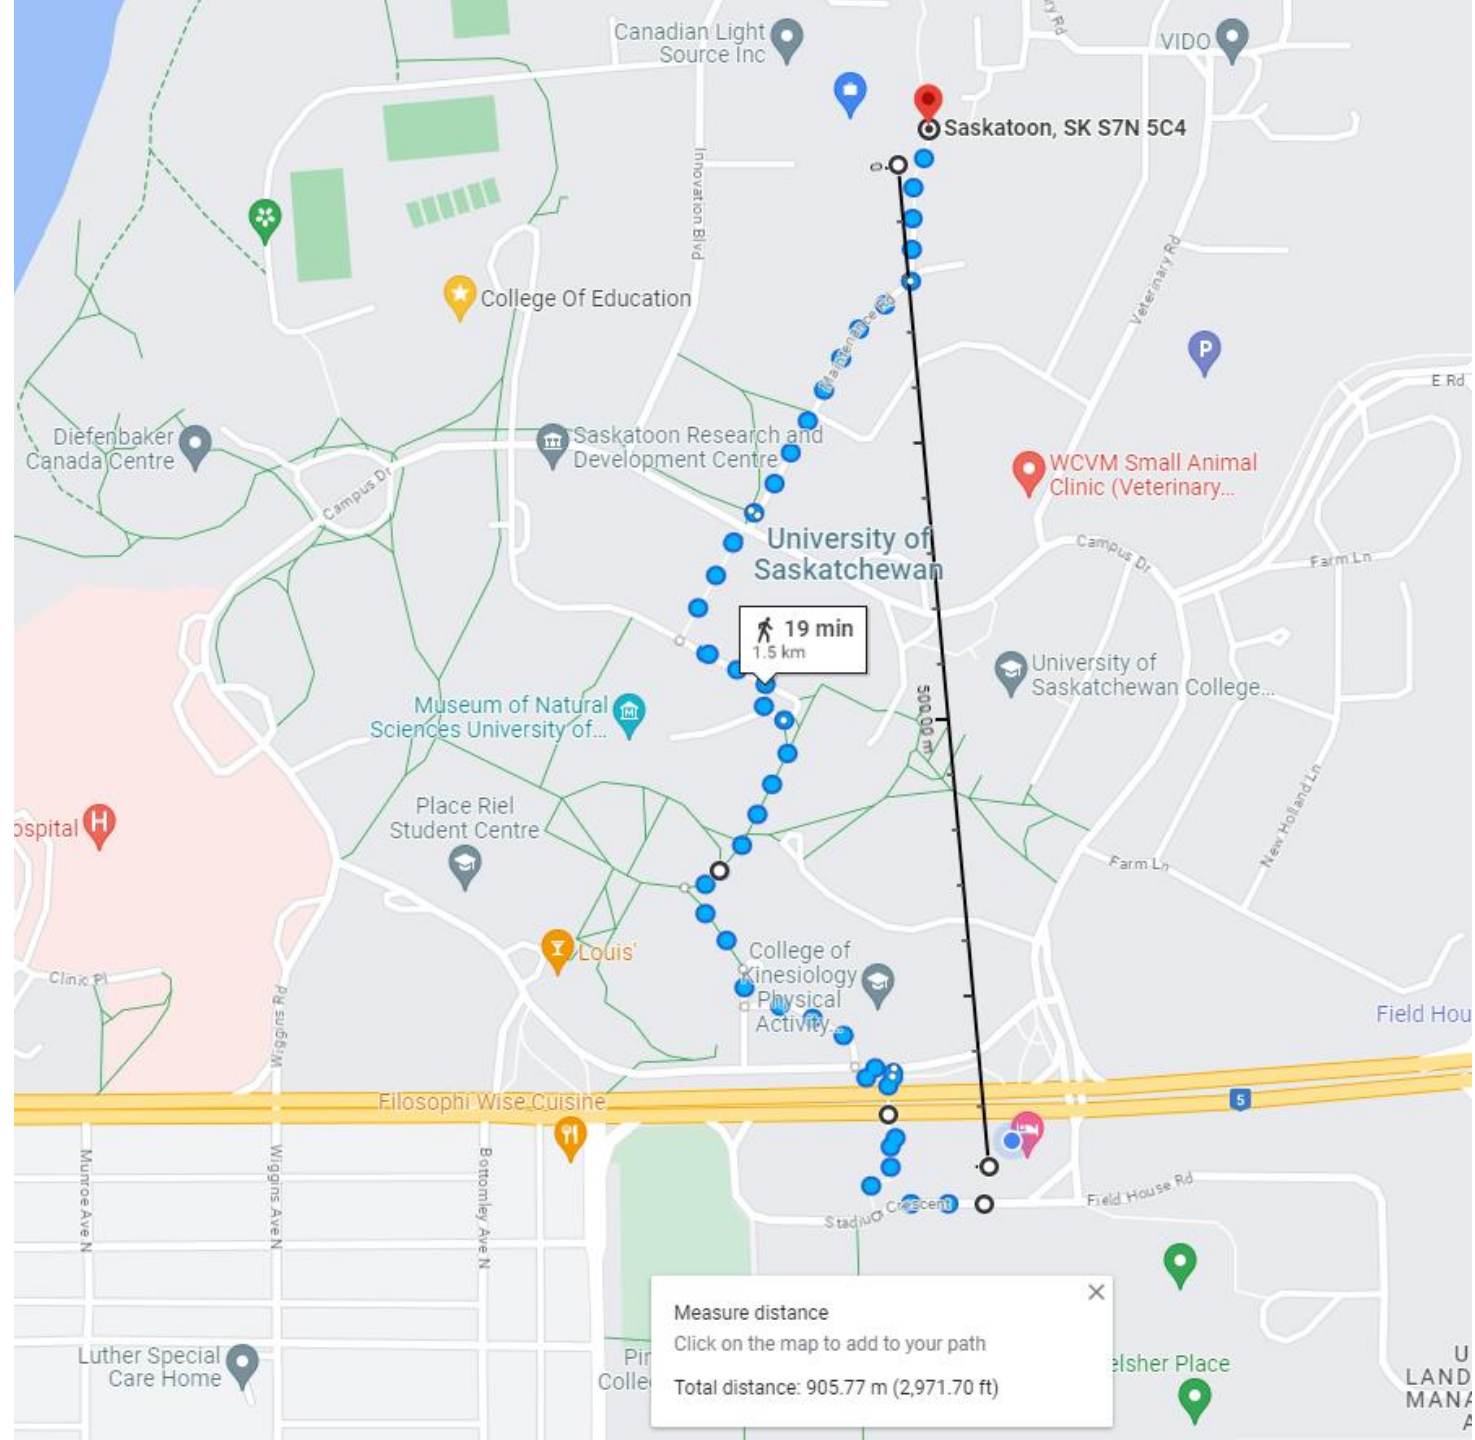 Canadian Light
Source Inc
ry Rd
VIDO
Saskatoon, SK S7N 5C4
0
Innovation Blvd
College Of Education
Veterinary Rd
Maintenance Rd
P
E Rd
Diefenbaker
Canada Centre
Campus Dr
Saskatoon Research and
Development Centre
WCVM Small Animal
Clinic (Veterinary...
University of
Saskatchewan
Campus Dr
Farm Ln
19 min
1.5 km
University of
Saskatchewan College...
Museum of Natural
Sciences University of...
500.00 m
Place Riel
Student Centre
ospital
H
New Holland Ln
Farm Ln
Louis'
College of
Kinesiology
Physical
Activity...
Clinic Pl
Wiggins Rd
Field Hou
Filosophi Wise Cuisine
5
Munroe Ave N
Wiggins Ave N
Bottomley Ave N
Field House Rd
Stadium Crescent
Measure distance
Click on the map to add to your path
Total distance: 905.77 m (2,971.70 ft)
Luther Special
Care Home
Colle
elsher Place
U
LAND
MANA
A